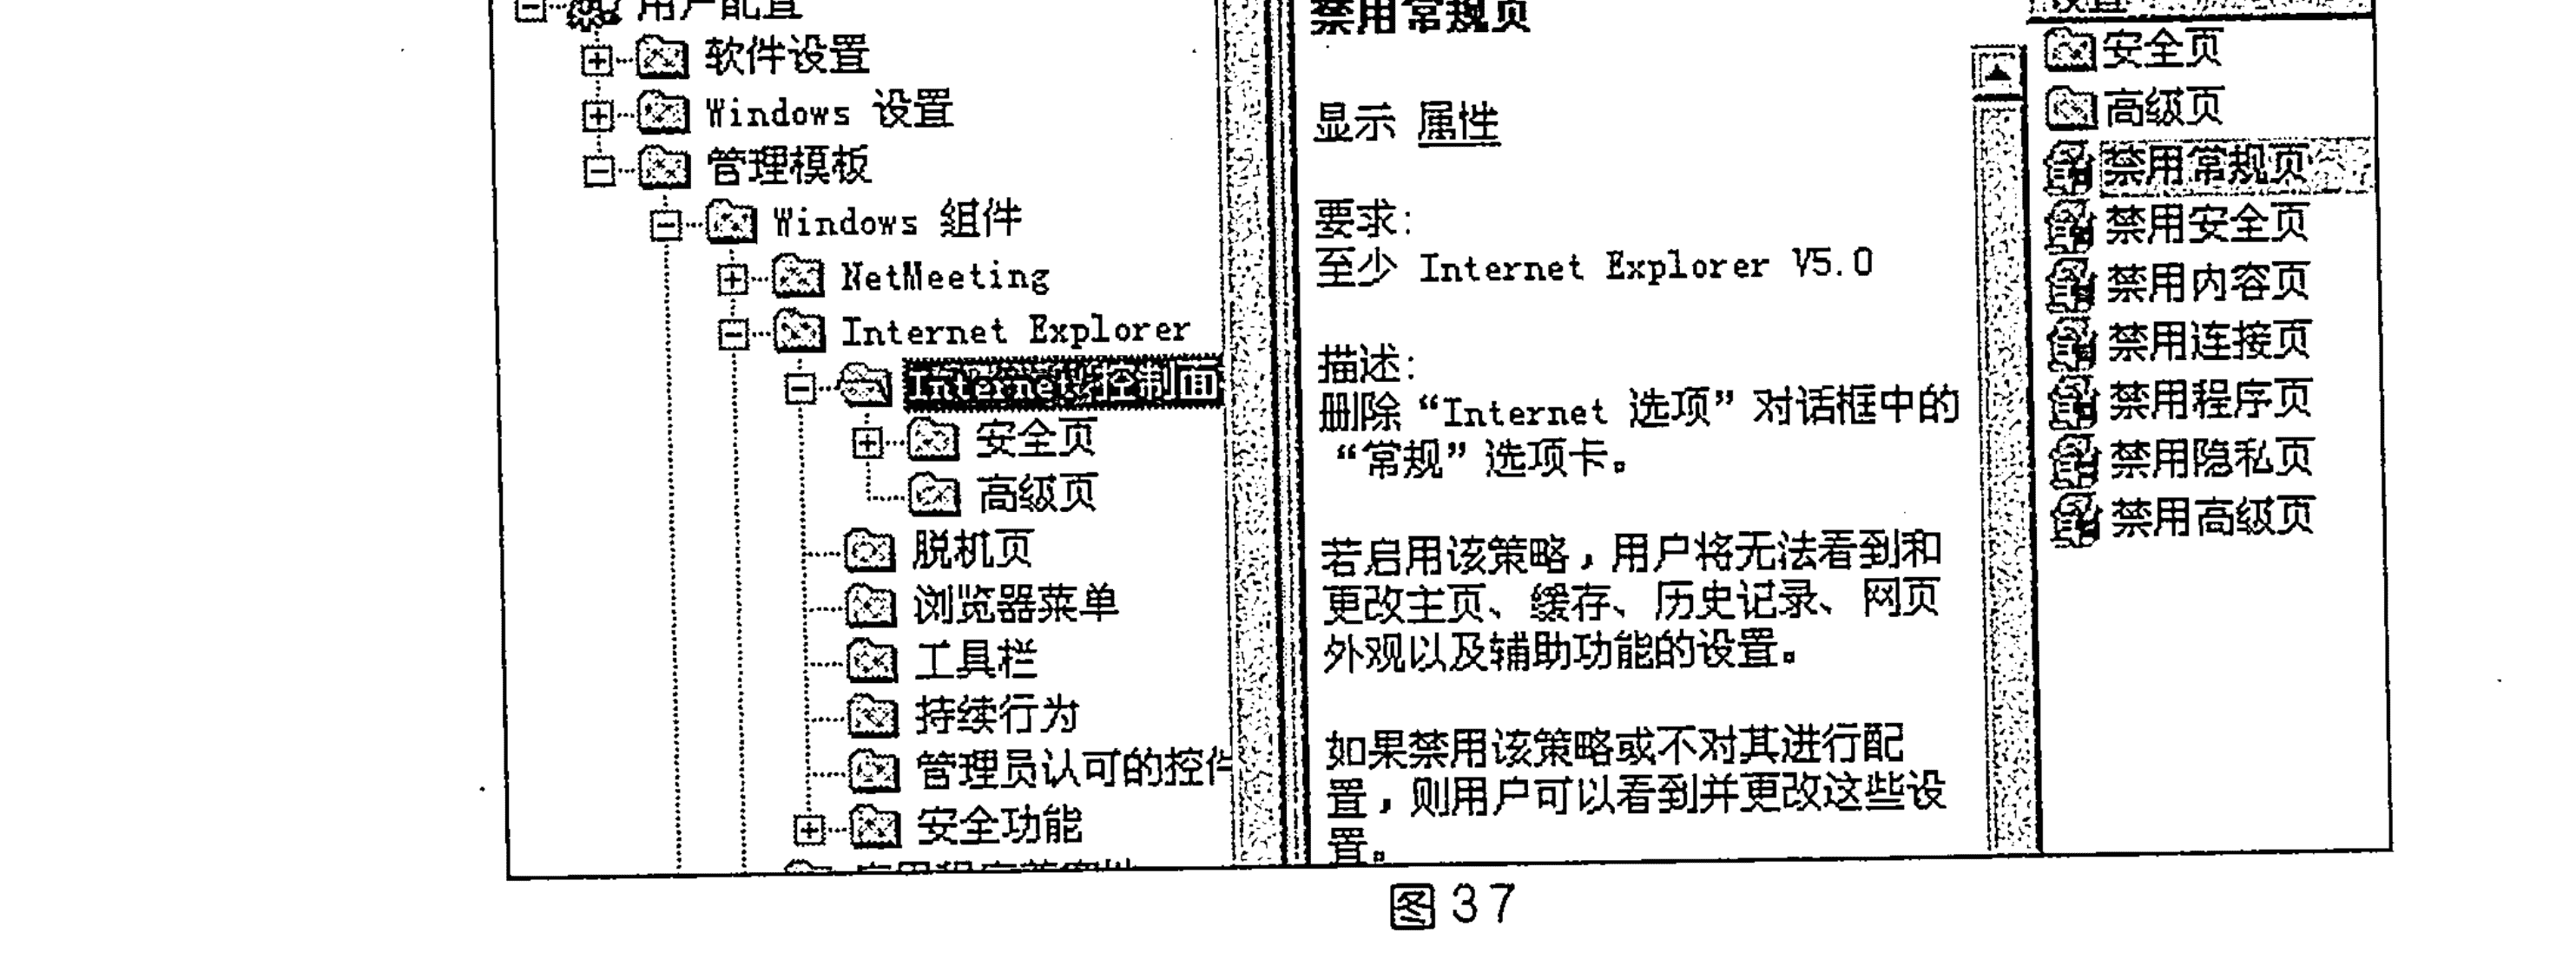 用户配置
软件设置
Windows 设置
管理模板
Windows 组件
NetMeeting
Internet Explorer
Internet 控制面
安全页
高级页
脱机页
浏览器菜单
工具栏
持续行为
管理员认可的控件
安全功能
禁用常规页
显示 属性
要求:
至少 Internet Explorer V5.0
描述:
删除“Internet 选项”对话框中的
“常规”选项卡。
若启用该策略,用户将无法看到和
更改主页、缓存、历史记录、网页
外观以及辅助功能的设置。
如果禁用该策略或不对其进行配
置,则用户可以看到并更改这些设
置。
设置
安全页
高级页
禁用常规页
禁用安全页
禁用内容页
禁用连接页
禁用程序页
禁用隐私页
禁用高级页
图37